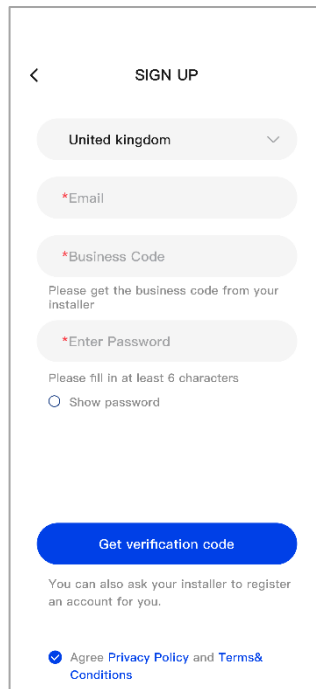 SIGN UP
United kingdom
*Email
*Business Code
Please get the business code from your
installer
*Enter Password
Please fill in at least 6 characters
Show password
Get verification code
You can also ask your installer to register
an account for you.
Agree Privacy Policy and Terms&
Conditions